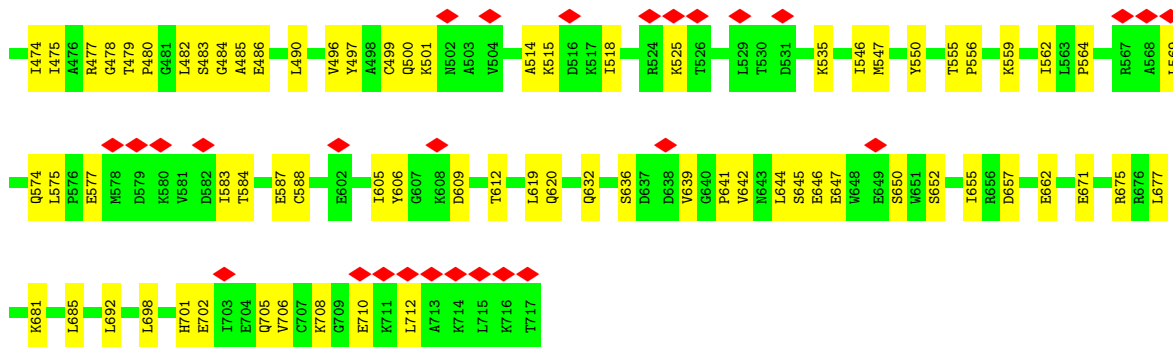 I474 I475 A476 R477 G478 T479 P480 G481 L482 S483 G484 A485 E486 L490 V496 Y497 A498 C499 Q500 K501 N502 A503 V504 A514 K515 D516 K517 I518 R524 K525 T526 L529 T530 D531 K535 I546 M547 Y550 T555 P556 K559 I562 L563 P564 R567 A568
Q574 L575 P576 E577 M578 D579 K580 V581 D582 I583 T584 E587 C588 E602 I605 Y606 G607 K608 D609 T612 L619 Q620 Q632 S636 D637 D638 V639 G640 P641 V642 N643 L644 S645 E646 E647 W648 E649 S650 W651 S652 I655 R656 D657 E662 E671 R675 R676 L677
K681 L685 L692 L698 H701 E702 I703 E704 Q705 V706 C707 K708 G709 E710 K711 L712 A713 K714 L715 K716 T717